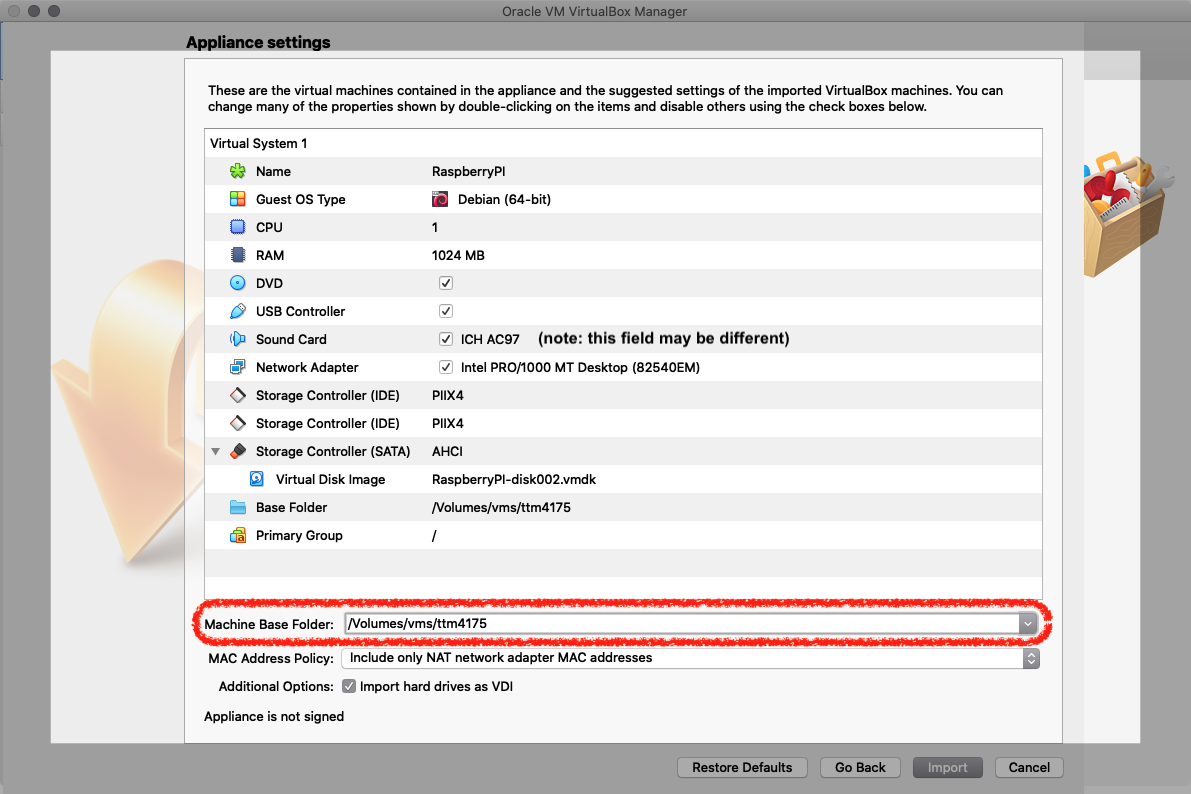 Oracle VM VirtualBox Manager
Appliance settings
These are the virtual machines contained in the appliance and the suggested settings of the imported VirtualBox machines. You can
change many of the properties shown by double-clicking on the items and disable others using the check boxes below.
Virtual System 1
Name RaspberryPI
Guest OS Type Debian (64-bit)
CPU 1
RAM 1024 MB
DVD
USB Controller
Sound Card ICH AC97 (note: this field may be different)
Network Adapter Intel PRO/1000 MT Desktop (82540EM)
Storage Controller (IDE) PIIX4
Storage Controller (IDE) PIIX4
Storage Controller (SATA) AHCI
Virtual Disk Image RaspberryPI-disk002.vmdk
Base Folder /Volumes/vms/ttm4175
Primary Group /
Machine Base Folder: /Volumes/vms/ttm4175
MAC Address Policy: Include only NAT network adapter MAC addresses
Additional Options: Import hard drives as VDI
Appliance is not signed
Restore Defaults Go Back Import Cancel